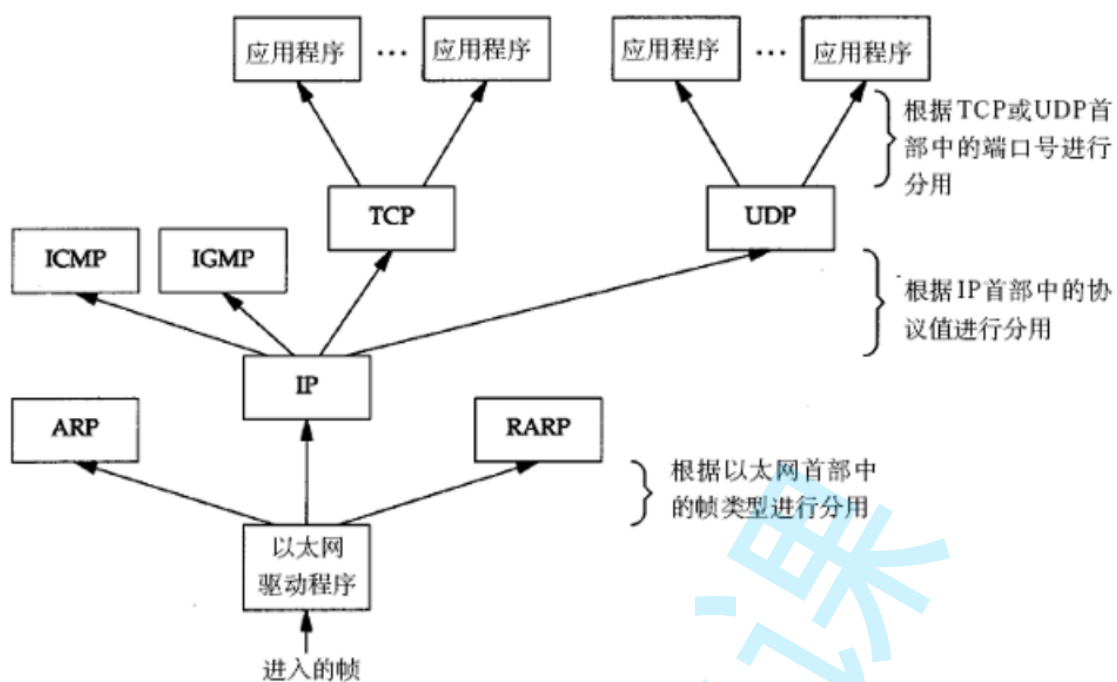 应用程序 … 应用程序
应用程序 … 应用程序
根据TCP或UDP首
部中的端口号进行
分用
TCP
UDP
ICMP
IGMP
根据IP首部中的协
议值进行分用
IP
ARP
RARP
根据以太网首部中
的帧类型进行分用
以太网
驱动程序
进入的帧
课